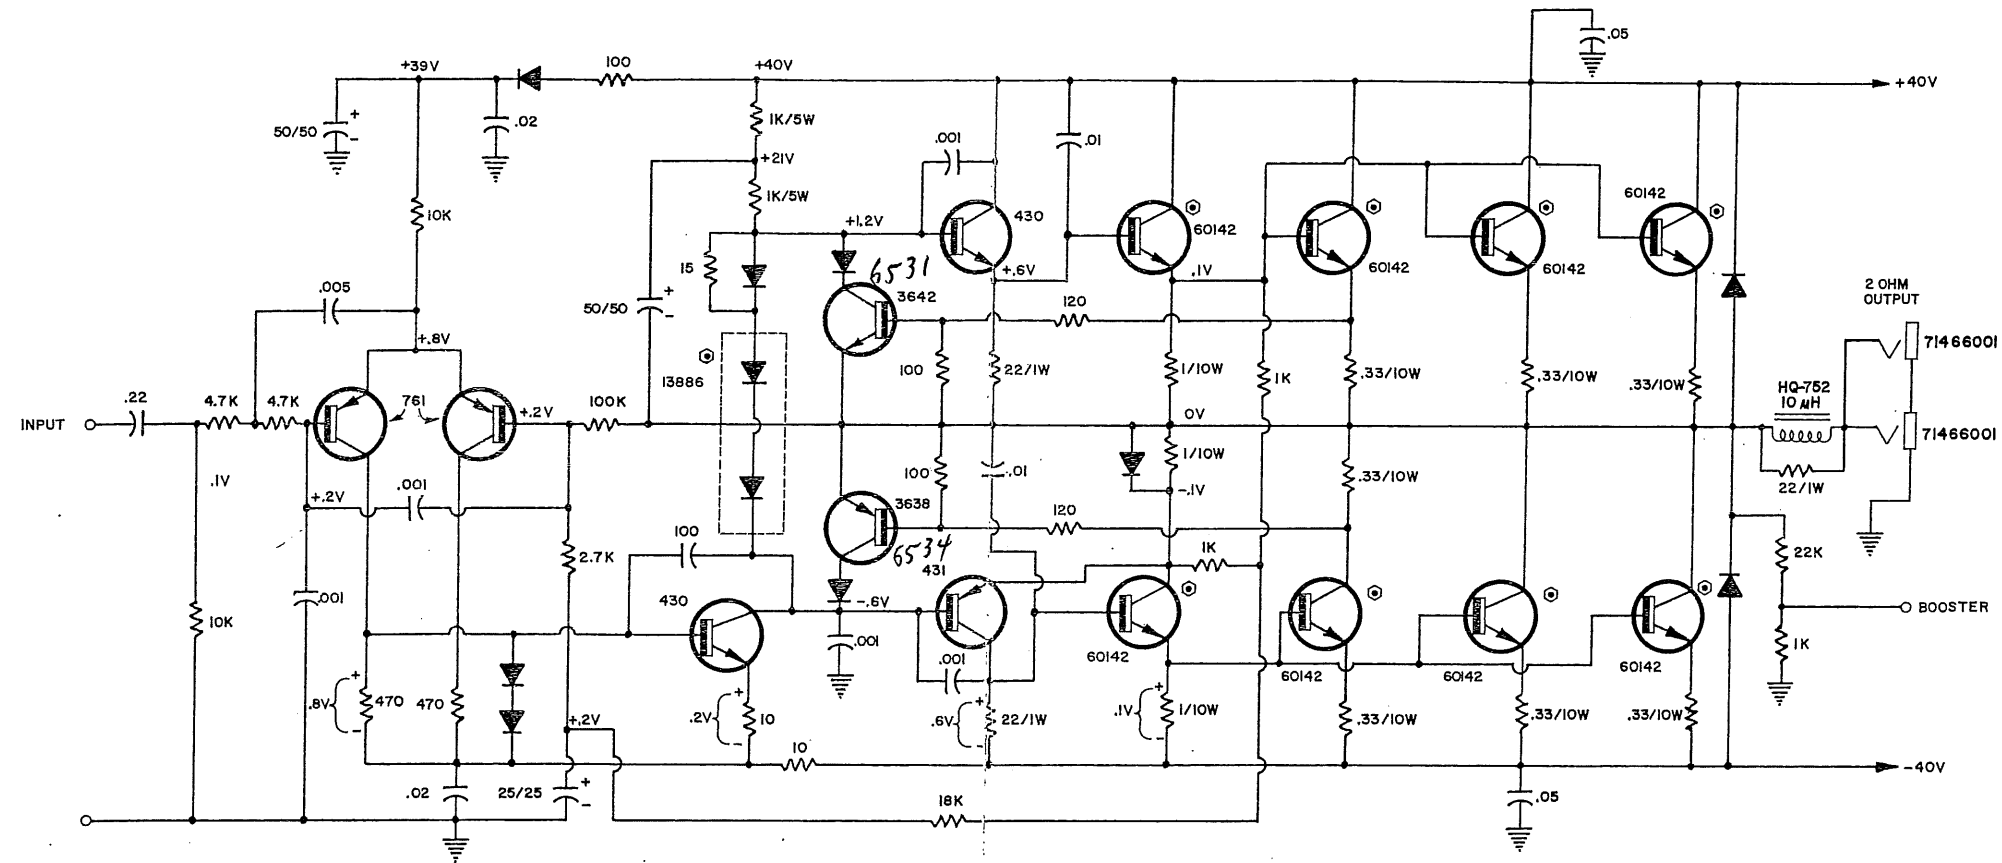 .05
+39V
100
+40V
+40V
50/50
+
-
.02
1K/5W
+21V
.001
.01
1K/5W
10K
+1.2V
430
60142
60142
60142
60142
6531
+.6V
.1V
15
3642
2 OHM
OUTPUT
.005
50/50
+
-
120
71466001
+.8V
13886
100
22/1W
1/10W
1K
.33/10W
.33/10W
.33/10W
HQ-752
10 µH
.22
4.7K
4.7K
761
+.2V
100K
0V
INPUT
71466001
1/10W
.1V
+.2V
.001
100
.01
-.1V
.33/10W
22/1W
3638
120
6534
2.7K
100
431
1K
22K
10K
.001
430
-.6V
BOOSTER
.001
60142
60142
60142
60142
1K
.8V
+
-
470
470
+.2V
.2V
+
-
10
.001
.6V
+
-
22/1W
.1V
+
-
1/10W
.33/10W
.33/10W
.33/10W
10
-40V
.02
25/25
+
-
18K
.05